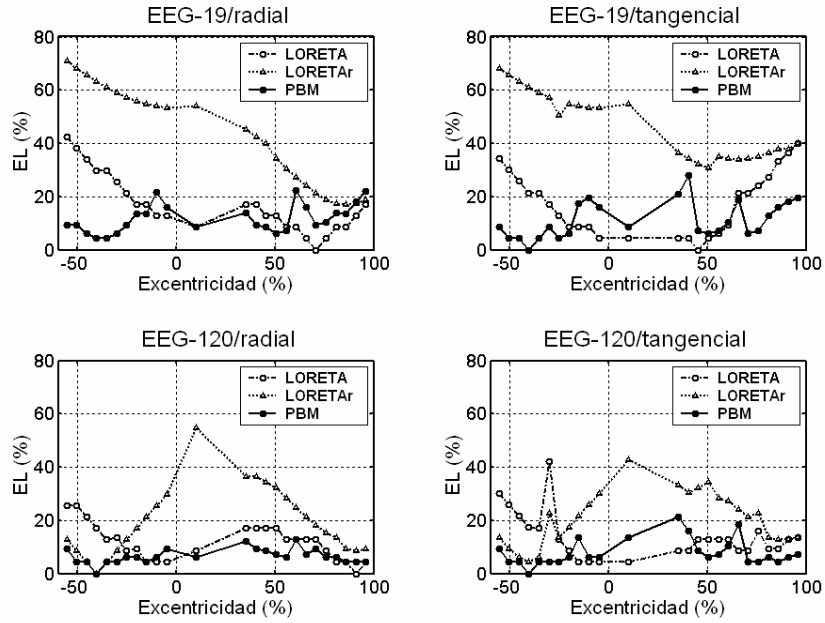 EEG-19/radial
80
60
40
20
0
EL (%)
-50 0 50 100
Excentricidad (%)
LORETA
LORETAr
PBM
EEG-19/tangencial
80
60
40
20
0
EL (%)
-50 0 50 100
Excentricidad (%)
LORETA
LORETAr
PBM
EEG-120/radial
80
60
40
20
0
EL (%)
-50 0 50 100
Excentricidad (%)
LORETA
LORETAr
PBM
EEG-120/tangencial
80
60
40
20
0
EL (%)
-50 0 50 100
Excentricidad (%)
LORETA
LORETAr
PBM